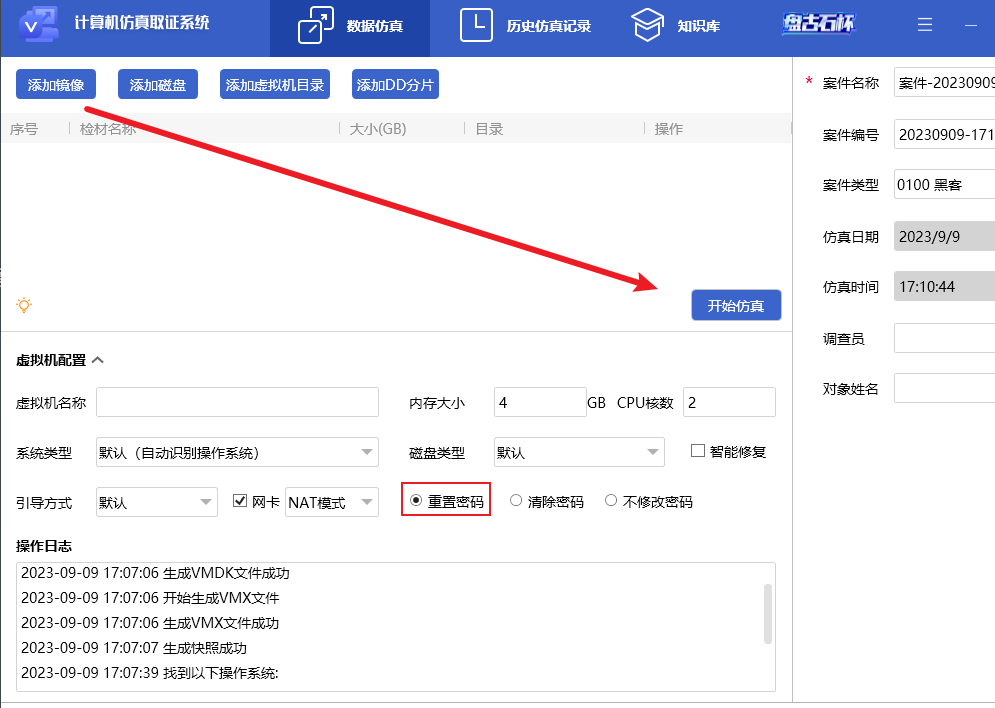 计算机仿真取证系统
数据仿真
历史仿真记录
知识库
盘古石杯
添加镜像 添加磁盘 添加虚拟机目录 添加DD分片
序号 检材名称 大小(GB) 目录 操作
开始仿真
虚拟机配置
虚拟机名称 内存大小 4 GB CPU核数 2
系统类型 默认（自动识别操作系统） 磁盘类型 默认 智能修复
引导方式 默认 网卡 NAT模式 重置密码 清除密码 不修改密码
操作日志
2023-09-09 17:07:06 生成VMDK文件成功
2023-09-09 17:07:06 开始生成VMX文件
2023-09-09 17:07:06 生成VMX文件成功
2023-09-09 17:07:07 生成快照成功
2023-09-09 17:07:39 找到以下操作系统:
* 案件名称 案件-20230909
案件编号 20230909-171
案件类型 0100 黑客
仿真日期 2023/9/9
仿真时间 17:10:44
调查员
对象姓名